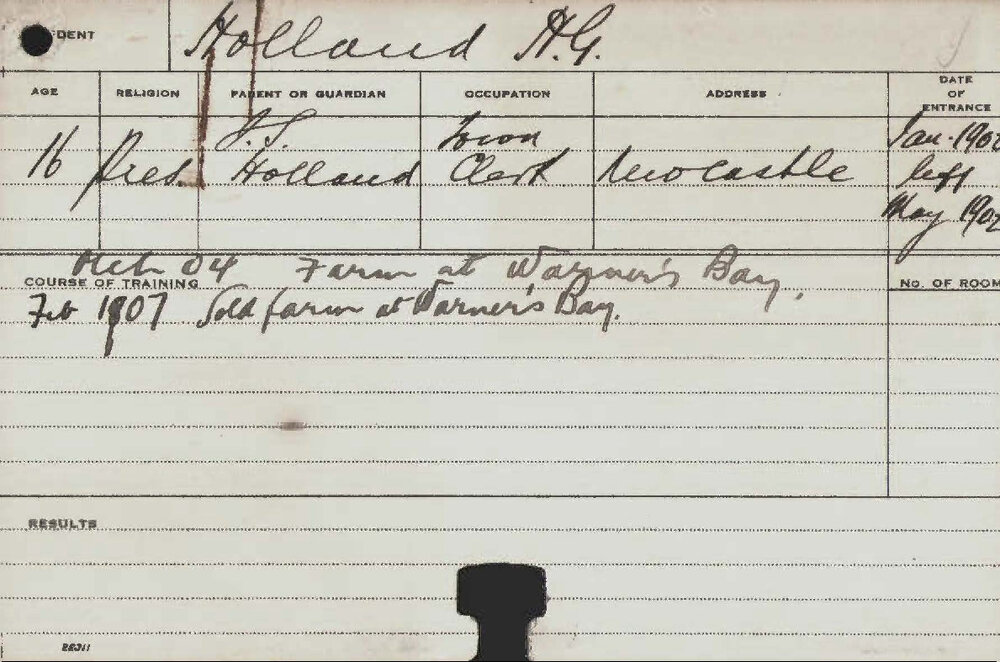 DENT
Holland H.G.
AGE RELIGION PARENT OR GUARDIAN OCCUPATION ADDRESS DATE OF ENTRANCE
16 Pres. J.S. Holland Town Clerk Newcastle Jan. 1902 left May 1902
Oct 04 Farm at Warner's Bay.
COURSE OF TRAINING
No. OF ROOM
Feb 1907 Sold farm at Warner's Bay.
RESULTS